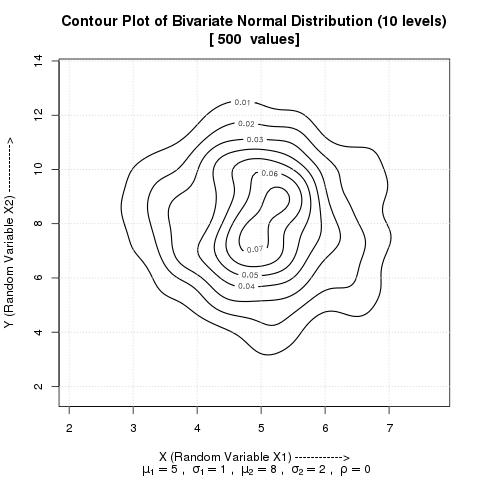 Contour Plot of Bivariate Normal Distribution (10 levels)
[ 500  values]
14
12
10
8
6
4
2
Y (Random Variable X2) ------------>
0.01
0.02
0.03
0.06
0.07
0.05
0.04
2 3 4 5 6 7
X (Random Variable X1) ------------>
μ1 = 5 ,  σ1 = 1 ,  μ2 = 8 ,  σ2 = 2 ,  ρ = 0